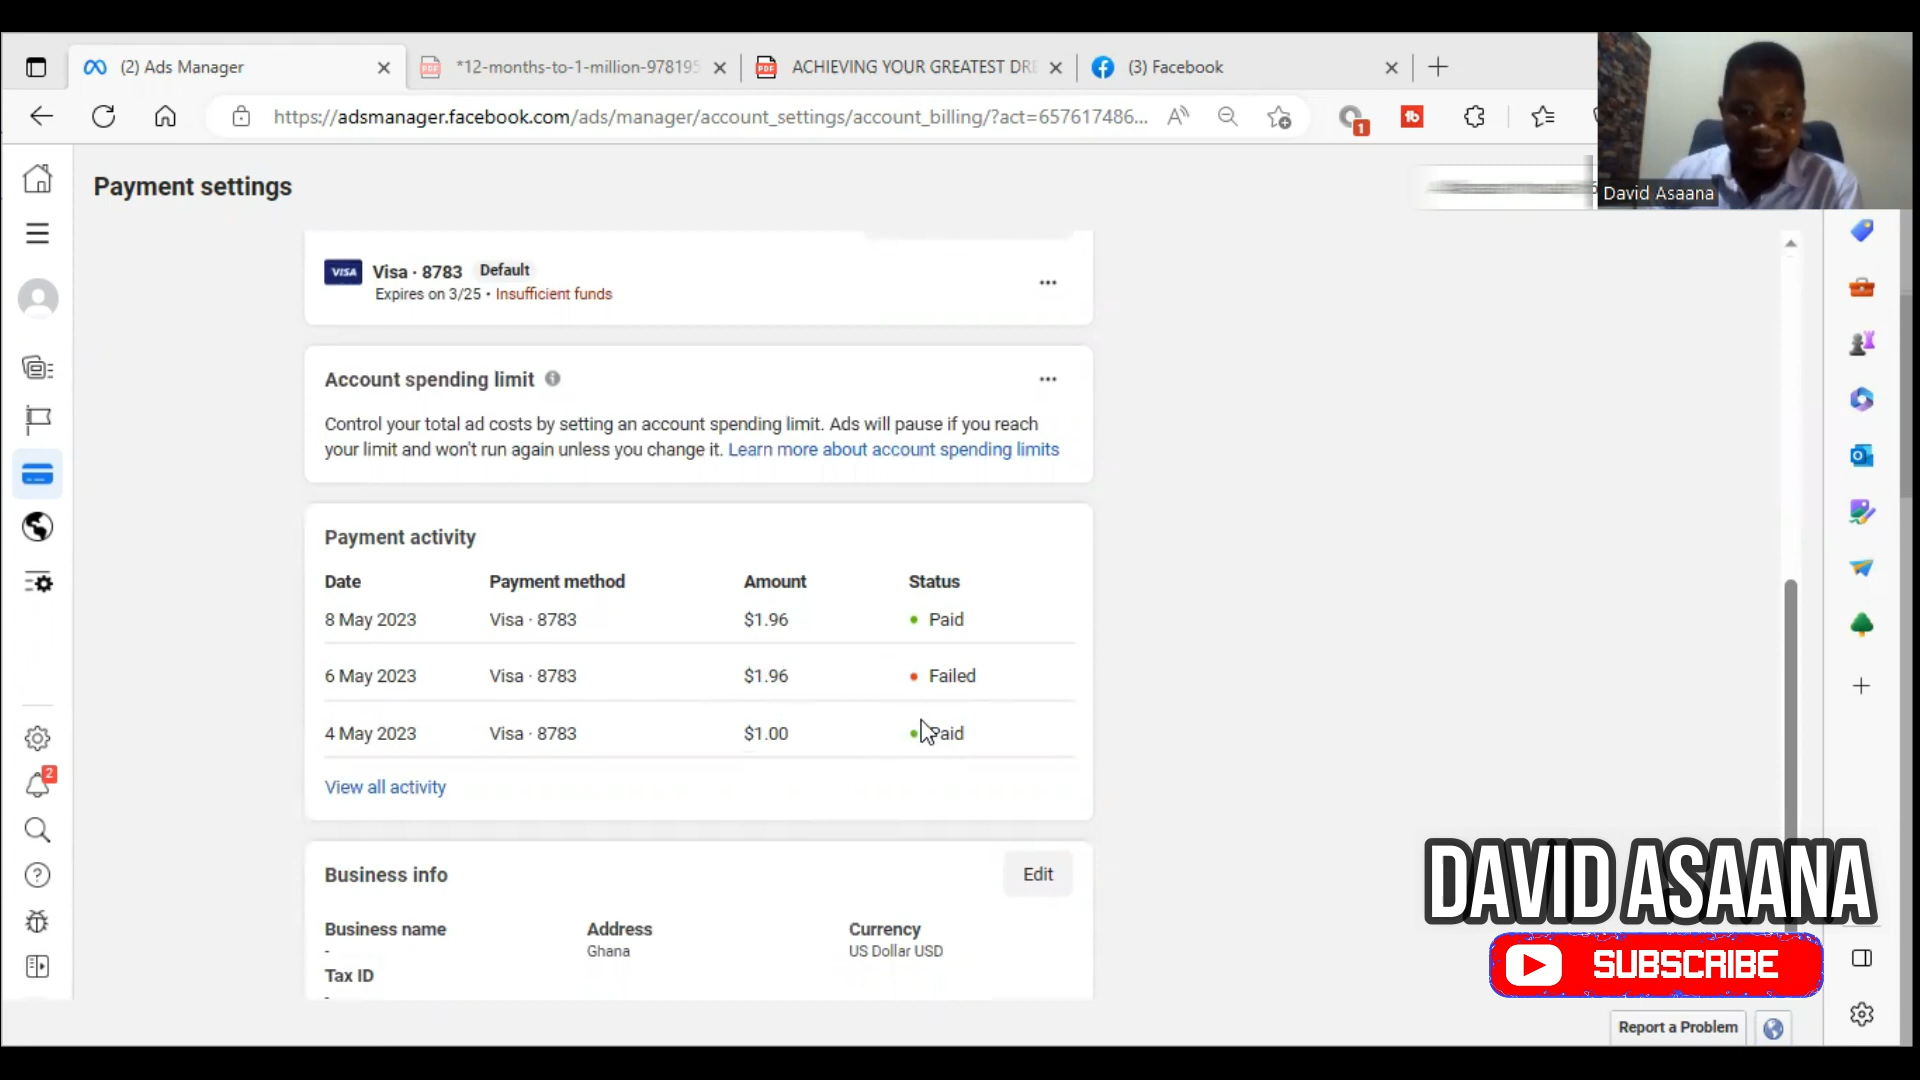 (2) Ads Manager
*12-months-to-1-million-978195
PDF
ACHIEVING YOUR GREATEST DRE
(3) Facebook
https://adsmanager.facebook.com/ads/manager/account_settings/account_billing/?act=657617486...
1
Payment settings
David Asaana
VISA
Visa · 8783 Default
Expires on 3/25 • Insufficient funds
Account spending limit
Control your total ad costs by setting an account spending limit. Ads will pause if you reach
your limit and won't run again unless you change it. Learn more about account spending limits
Payment activity
Date Payment method Amount Status
8 May 2023 Visa · 8783 $1.96 Paid
6 May 2023 Visa · 8783 $1.96 Failed
4 May 2023 Visa · 8783 $1.00 Paid
View all activity
2
Business info
Edit
Business name Address Currency
- Ghana US Dollar USD
Tax ID
-
DAVID ASAANA
SUBSCRIBE
Report a Problem